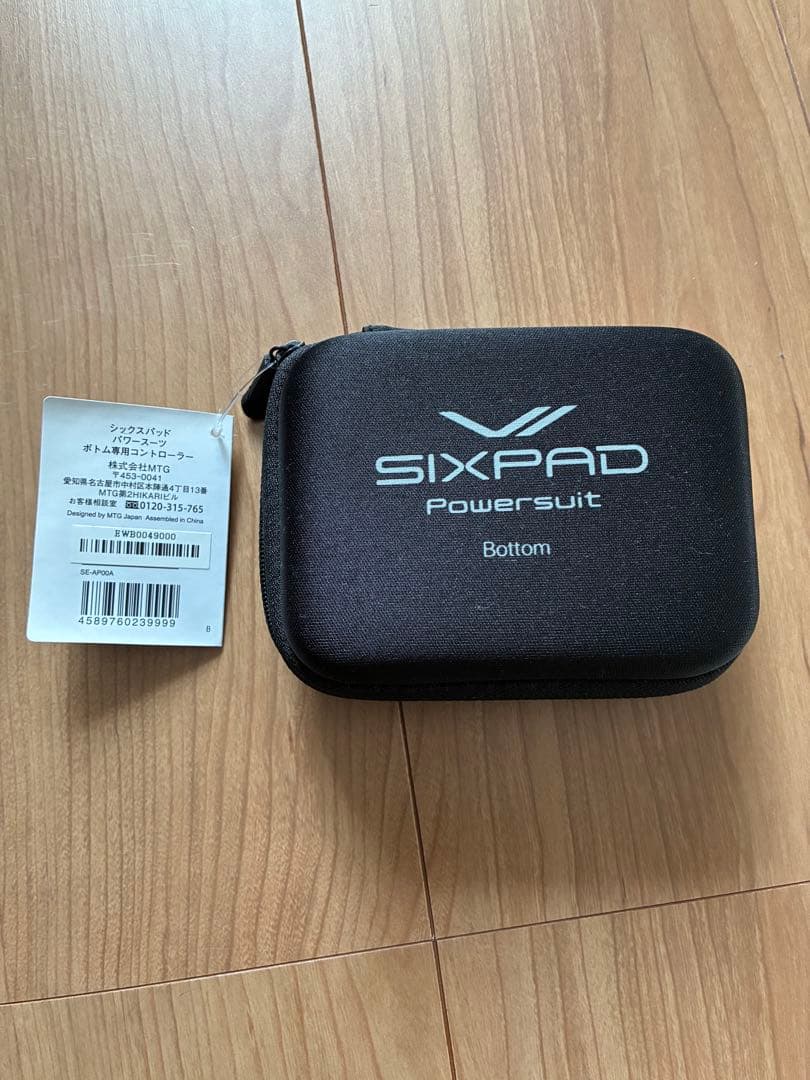 シックスパッド
パワースーツ
ボトム専用コントローラー
株式会社MTG
〒453-0041
愛知県名古屋市中村区本陣通4丁目13番
MTG第2HIKARIビル
お客様相談室 0120-315-765
Designed by MTG Japan Assembled in China
EWB0049000
SE-AP00A
4589760239999
B
SIXPAD
Powersuit
Bottom